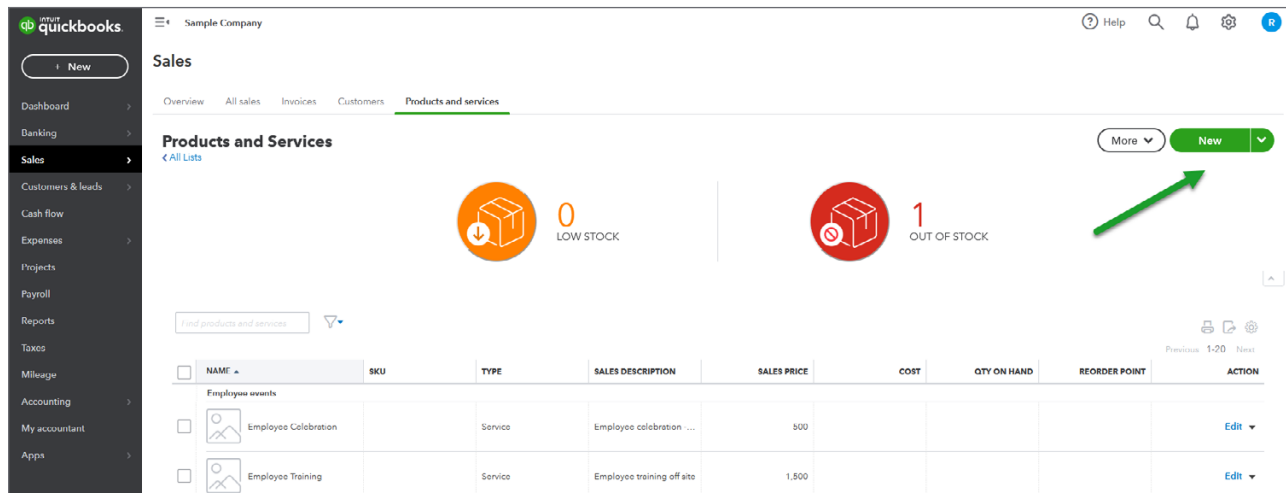 qb INTUIT quickbooks.
Sample Company
Help
R
+ New
Sales
Dashboard
Banking
Sales
Customers & leads
Cash flow
Expenses
Projects
Payroll
Reports
Taxes
Mileage
Accounting
My accountant
Apps
Overview All sales Invoices Customers Products and services
Products and Services
All Lists
More New
0
LOW STOCK
1
OUT OF STOCK
Find products and services
Previous 1-20 Next
NAME SKU TYPE SALES DESCRIPTION SALES PRICE COST QTY ON HAND REORDER POINT ACTION
Employee events
Employee Celebration Service Employee celebration -... 500 Edit
Employee Training Service Employee training off site 1,500 Edit